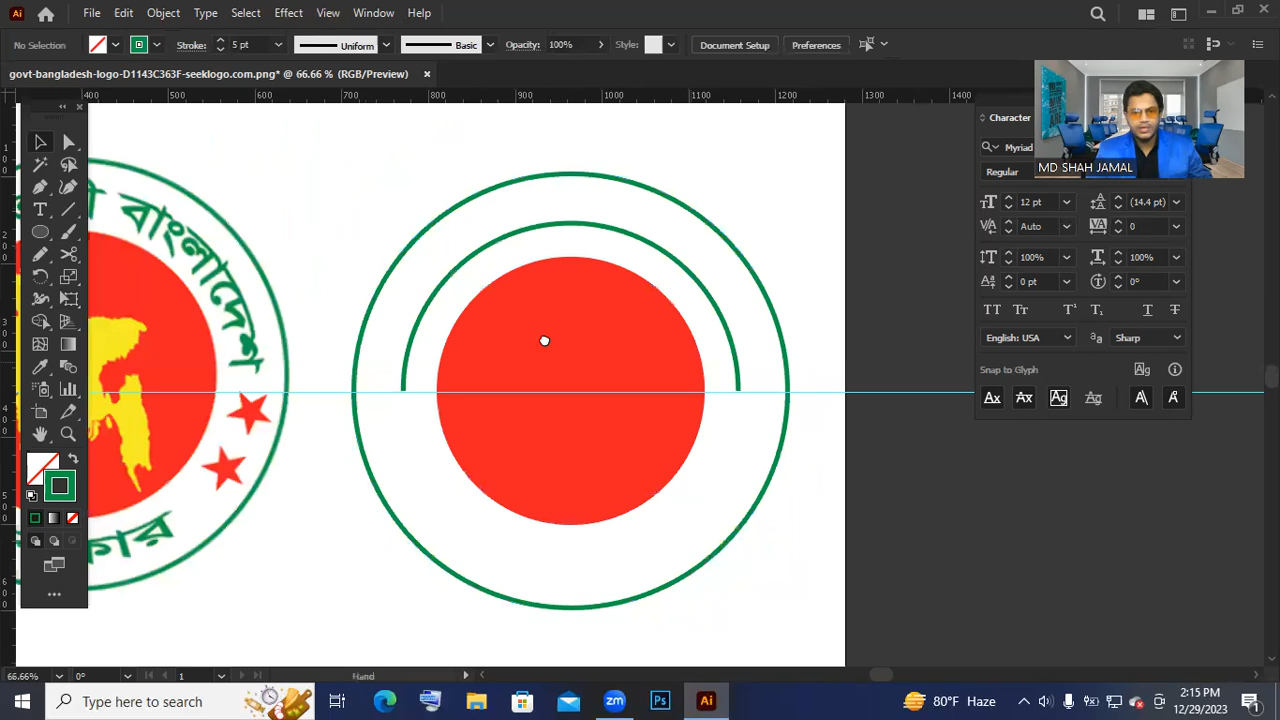 File Edit Object Type Select Effect View Window Help
No Selection Stroke: 5 pt Uniform Basic Opacity: 100% Style: Document Setup Preferences
govt-bangladesh-logo-D1143C363F-seeklogo.com.png* @ 66.66 % (RGB/Preview)
400 500 600 700 800 900 1000 1100 1200 1300 1400
Character
Myriad
MD SHAH JAMAL
Regular
12 pt (14.4 pt)
Auto 0
100% 100%
0 pt 0°
English: USA Sharp
Snap to Glyph
বাংলাদেশ
66.66% 0° 1 Hand
Type here to search
80°F Haze
2:15 PM
12/29/2023